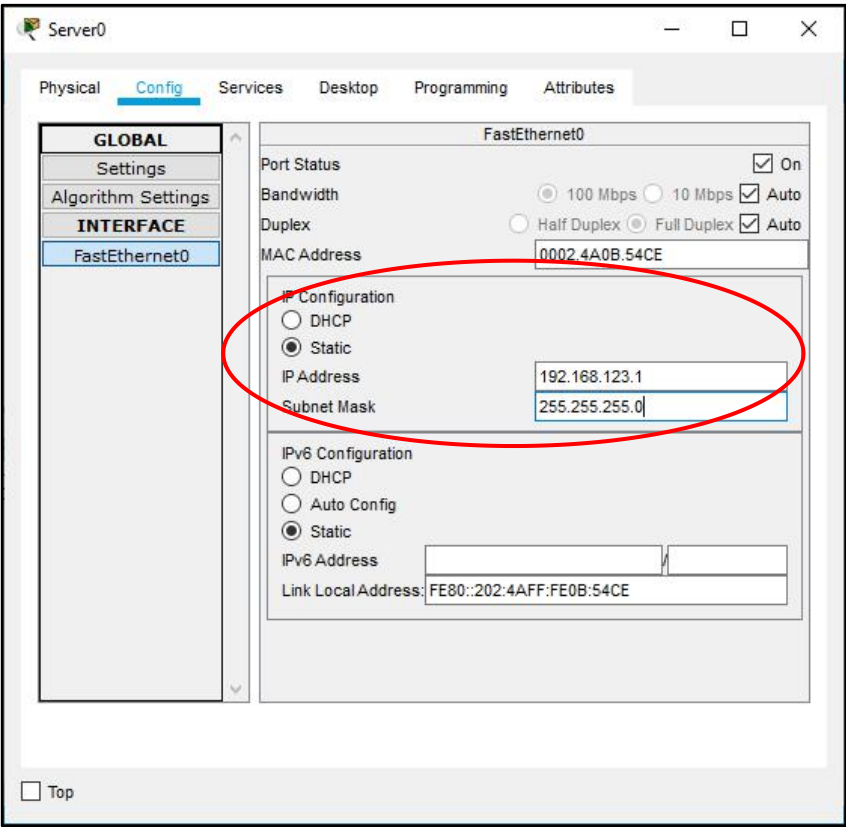 Server0
Physical Config Services Desktop Programming Attributes
GLOBAL
Settings
Algorithm Settings
INTERFACE
FastEthernet0
FastEthernet0
Port Status On
Bandwidth 100 Mbps 10 Mbps Auto
Duplex Half Duplex Full Duplex Auto
MAC Address 0002.4A0B.54CE
IP Configuration
DHCP
Static
IP Address 192.168.123.1
Subnet Mask 255.255.255.0
IPv6 Configuration
DHCP
Auto Config
Static
IPv6 Address /
Link Local Address: FE80::202:4AFF:FE0B:54CE
Top